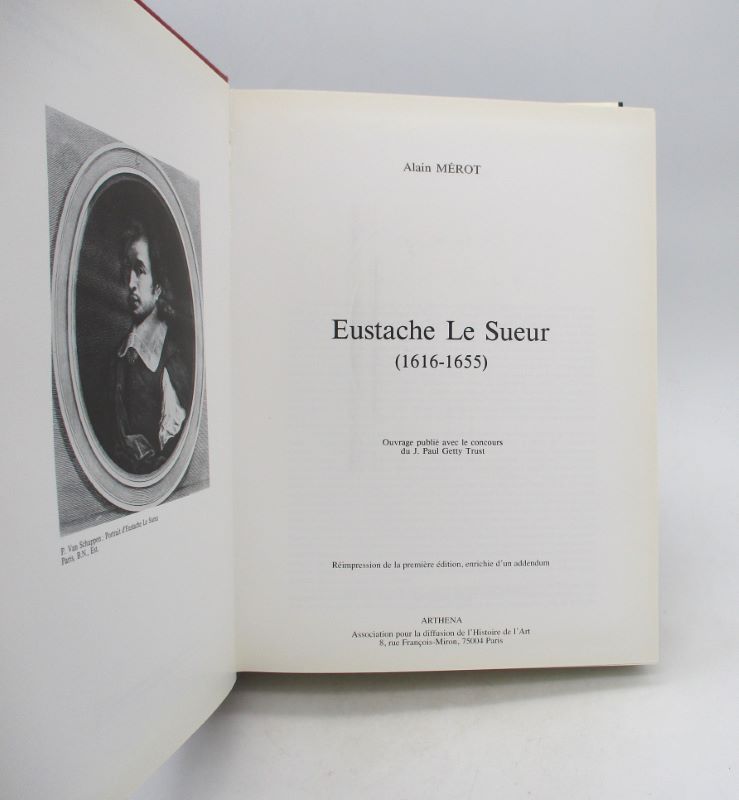 P. Van Schuppen, Portrait d'Eustache Le Sueur
Paris, B.N., Est.
Alain MÉROT
Eustache Le Sueur
(1616-1655)
Ouvrage publié avec le concours
du J. Paul Getty Trust
Réimpression de la première édition, enrichie d'un addendum
ARTHENA
Association pour la diffusion de l'Histoire de l'Art
8, rue François-Miron, 75004 Paris